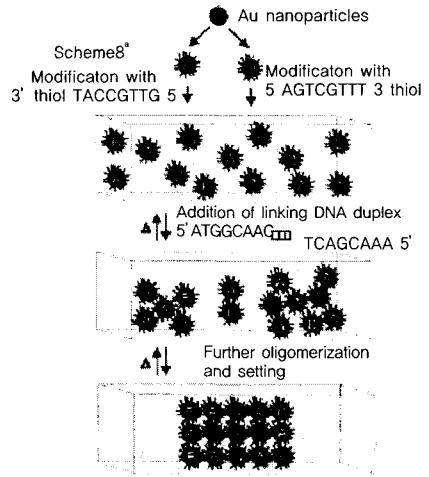 Au nanoparticles
Scheme8a
Modificaton with
3' thiol TACCGTTG 5
Modificaton with
5 AGTCGTTT 3 thiol
Addition of linking DNA duplex
Δ
5'ATGGCAAC
TCAGCAAA 5'
Δ
Further oligomerization
and setting